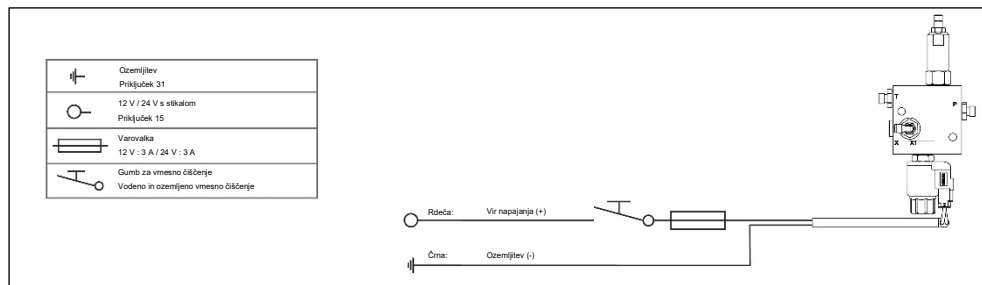 Ozemljitev
Priključek 31
12 V / 24 V s stikalom
Priključek 15
Varovalka
12 V : 3 A / 24 V : 3 A
Gumb za vmesno čiščenje
Vodeno in ozemljeno vmesno čiščenje
T
P
X X1
Rdeča: Vir napajanja (+)
Črna: Ozemljitev (-)